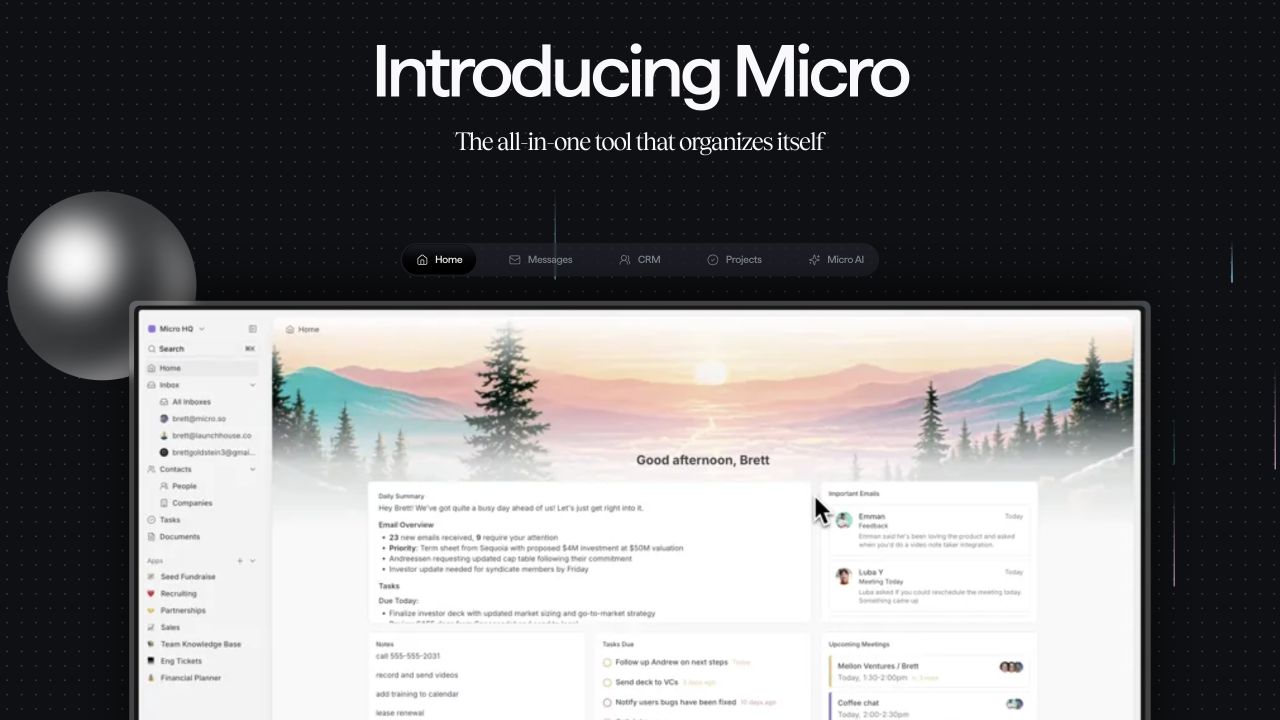 Introducing Micro
The all-in-one tool that organizes itself
Home
Messages
CRM
Projects
Micro AI
Micro HQ
Search
⌘K
Home
Inbox
All Inboxes
brett@micro.so
brett@launchhouse.co
brettgoldstein3@gmai...
Contacts
People
Companies
Tasks
Documents
Apps
Seed Fundraise
Recruiting
Partnerships
Sales
Team Knowledge Base
Eng Tickets
Financial Planner
Home
Good afternoon, Brett
Daily Summary
Hey Brett! We've got quite a busy day ahead of us! Let's just get right into it.
Email Overview
• 23 new emails received, 9 require your attention
• Priority: Term sheet from Sequoia with proposed $4M investment at $50M valuation
• Andreessen requesting updated cap table following their commitment
• Investor update needed for syndicate members by Friday
Tasks
Due Today:
• Finalize investor deck with updated market sizing and go-to-market strategy
Important Emails
Emman
Today
Feedback
Emman said he's been loving the product and asked
when you'd do a video note taker integration.
Luba Y
Today
Meeting Today
Luba asked if you could reschedule the meeting today.
Something came up
Notes
call 555-555-2031
record and send videos
add training to calendar
lease renewal
Tasks Due
Follow up Andrew on next steps Today
Send deck to VCs
Notify users bugs have been fixed 10 days ago
Upcoming Meetings
Mellon Ventures / Brett
Today, 1:30-2:00pm
Coffee chat
Today, 2:00-2:30pm